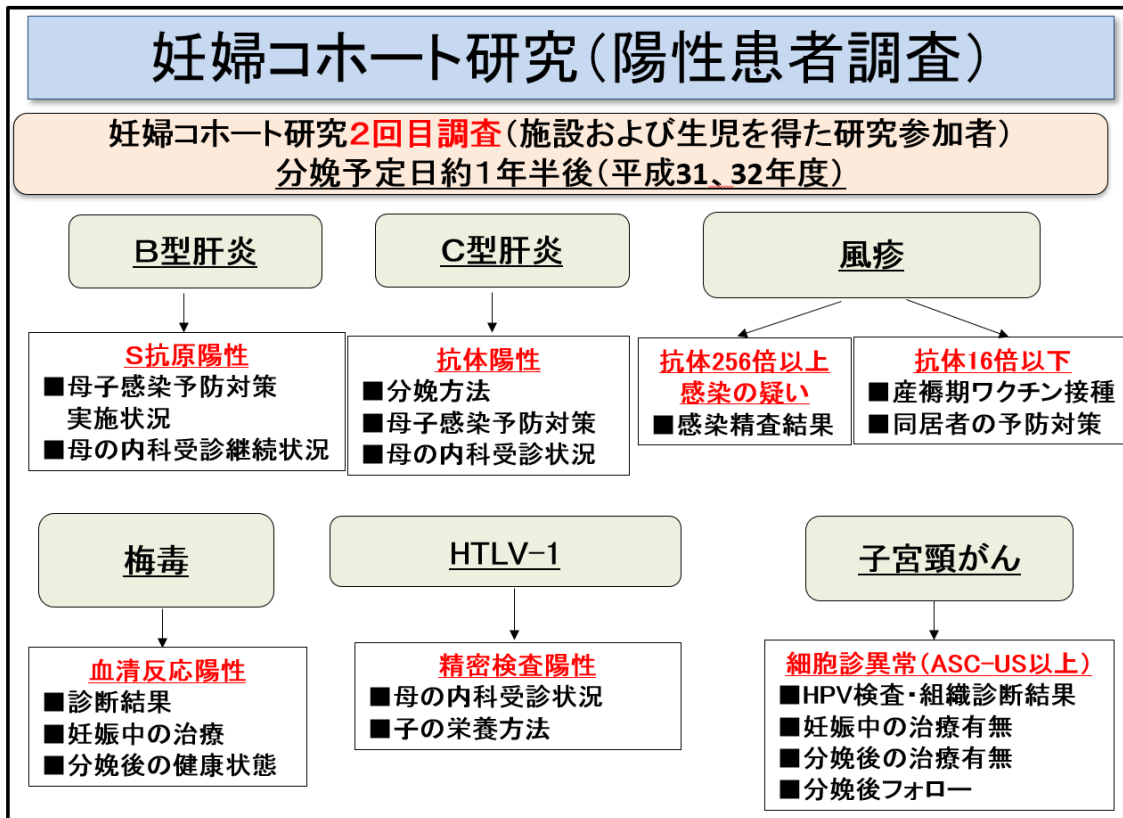 妊婦コホート研究（陽性患者調査）
妊婦コホート研究２回目調査（施設および生児を得た研究参加者）
分娩予定日約１年半後（平成31、32年度）
Ｂ型肝炎
S抗原陽性
■母子感染予防対策
実施状況
■母の内科受診継続状況
C型肝炎
抗体陽性
■分娩方法
■母子感染予防対策
■母の内科受診状況
風疹
抗体256倍以上
感染の疑い
■感染精査結果
抗体16倍以下
■産褥期ワクチン接種
■同居者の予防対策
梅毒
血清反応陽性
■診断結果
■妊娠中の治療
■分娩後の健康状態
HTLV-1
精密検査陽性
■母の内科受診状況
■子の栄養方法
子宮頸がん
細胞診異常（ASC-US以上）
■HPV検査・組織診断結果
■妊娠中の治療有無
■分娩後の治療有無
■分娩後フォロー